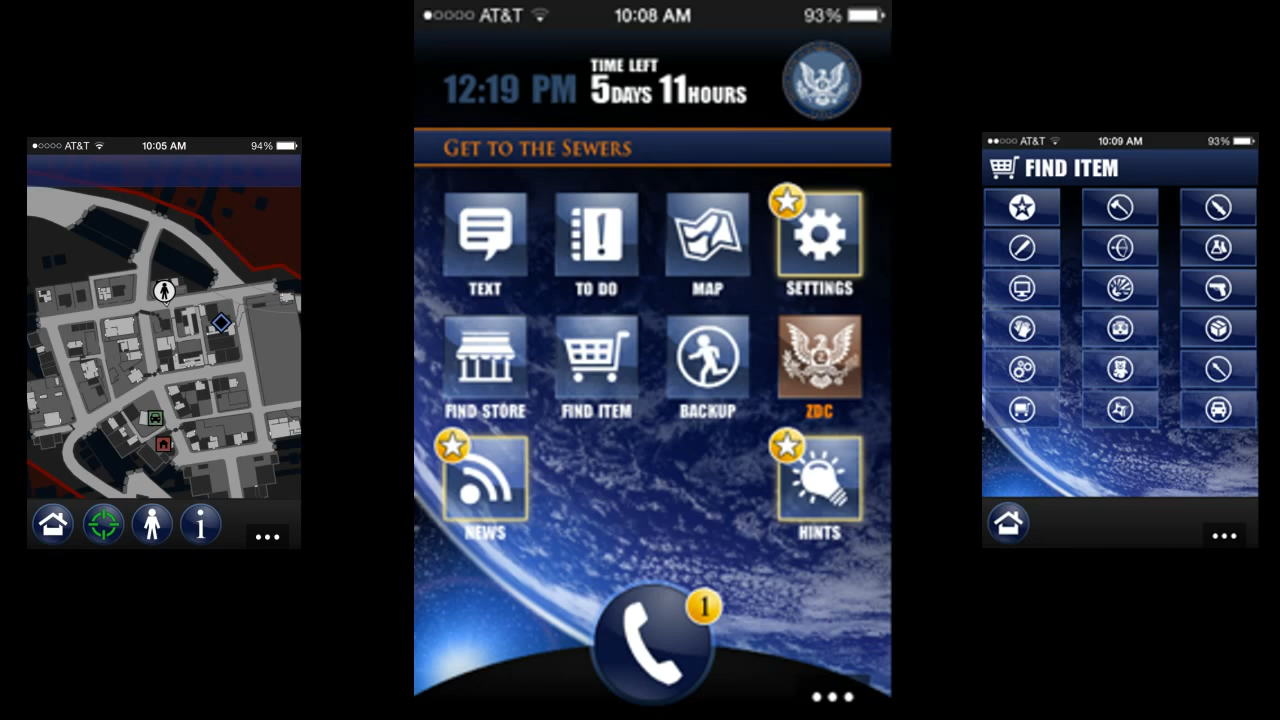 AT&T 10:05 AM 94%
i
AT&T 10:08 AM 93%
12:19 PM
TIME LEFT
5DAYS 11HOURS
GET TO THE SEWERS
TEXT TO DO MAP SETTINGS
FIND STORE FIND ITEM BACKUP ZDC
NEWS HINTS
1
AT&T 10:09 AM 93%
FIND ITEM